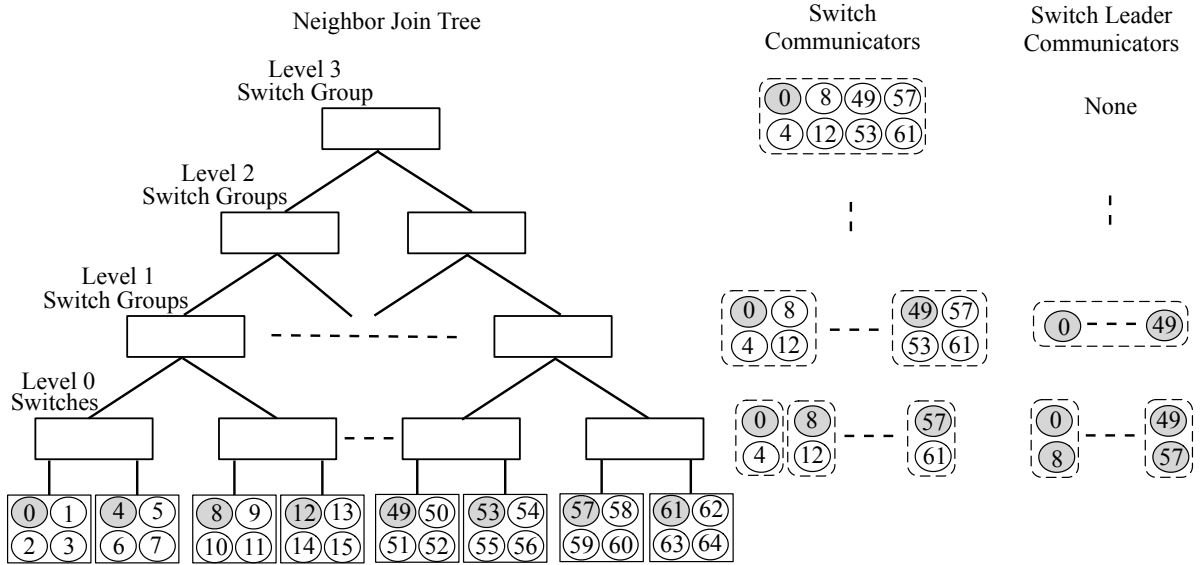 Neighbor Join Tree
Switch
Communicators
Switch Leader
Communicators
Level 3
Switch Group
0 8 49 57
4 12 53 61
None
Level 2
Switch Groups
Level 1
Switch Groups
0 8
4 12
49 57
53 61
0 49
Level 0
Switches
0
4
8
12
57
61
0
8
49
57
0 1
2 3
4 5
6 7
8 9
10 11
12 13
14 15
49 50
51 52
53 54
55 56
57 58
59 60
61 62
63 64